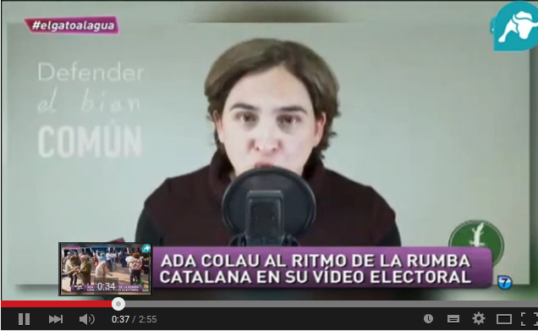 #elgatoalagua
Defender
el bien
COMÚN
ADA COLAU AL RITMO DE LA RUMBA
CATALANA EN SU VÍDEO ELECTORAL
0:34
7
0:37 / 2:55